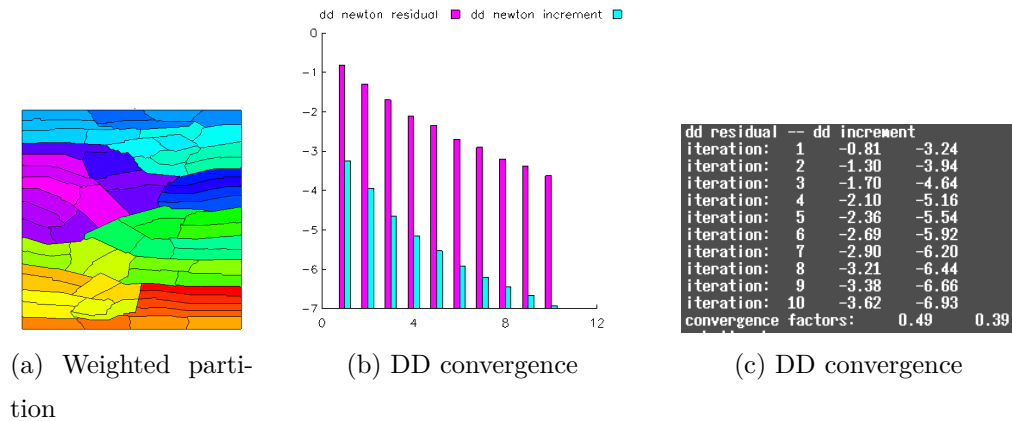 dd newton residual dd newton increment
0
-1
-2
-3
-4
-5
-6
-7
0 4 8 12
dd residual -- dd increment
iteration: 1 -0.81 -3.24
iteration: 2 -1.30 -3.94
iteration: 3 -1.70 -4.64
iteration: 4 -2.10 -5.16
iteration: 5 -2.36 -5.54
iteration: 6 -2.69 -5.92
iteration: 7 -2.90 -6.20
iteration: 8 -3.21 -6.44
iteration: 9 -3.38 -6.66
iteration: 10 -3.62 -6.93
convergence factors: 0.49 0.39
(a) Weighted parti-
tion
(b) DD convergence
(c) DD convergence